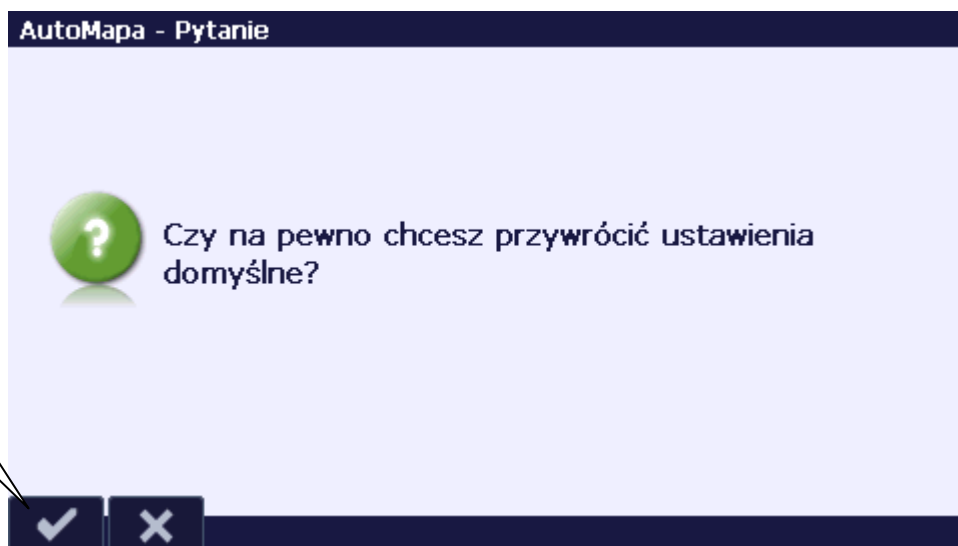 AutoMapa - Pytanie
?
Czy na pewno chcesz przywrócić ustawienia
domyślne?